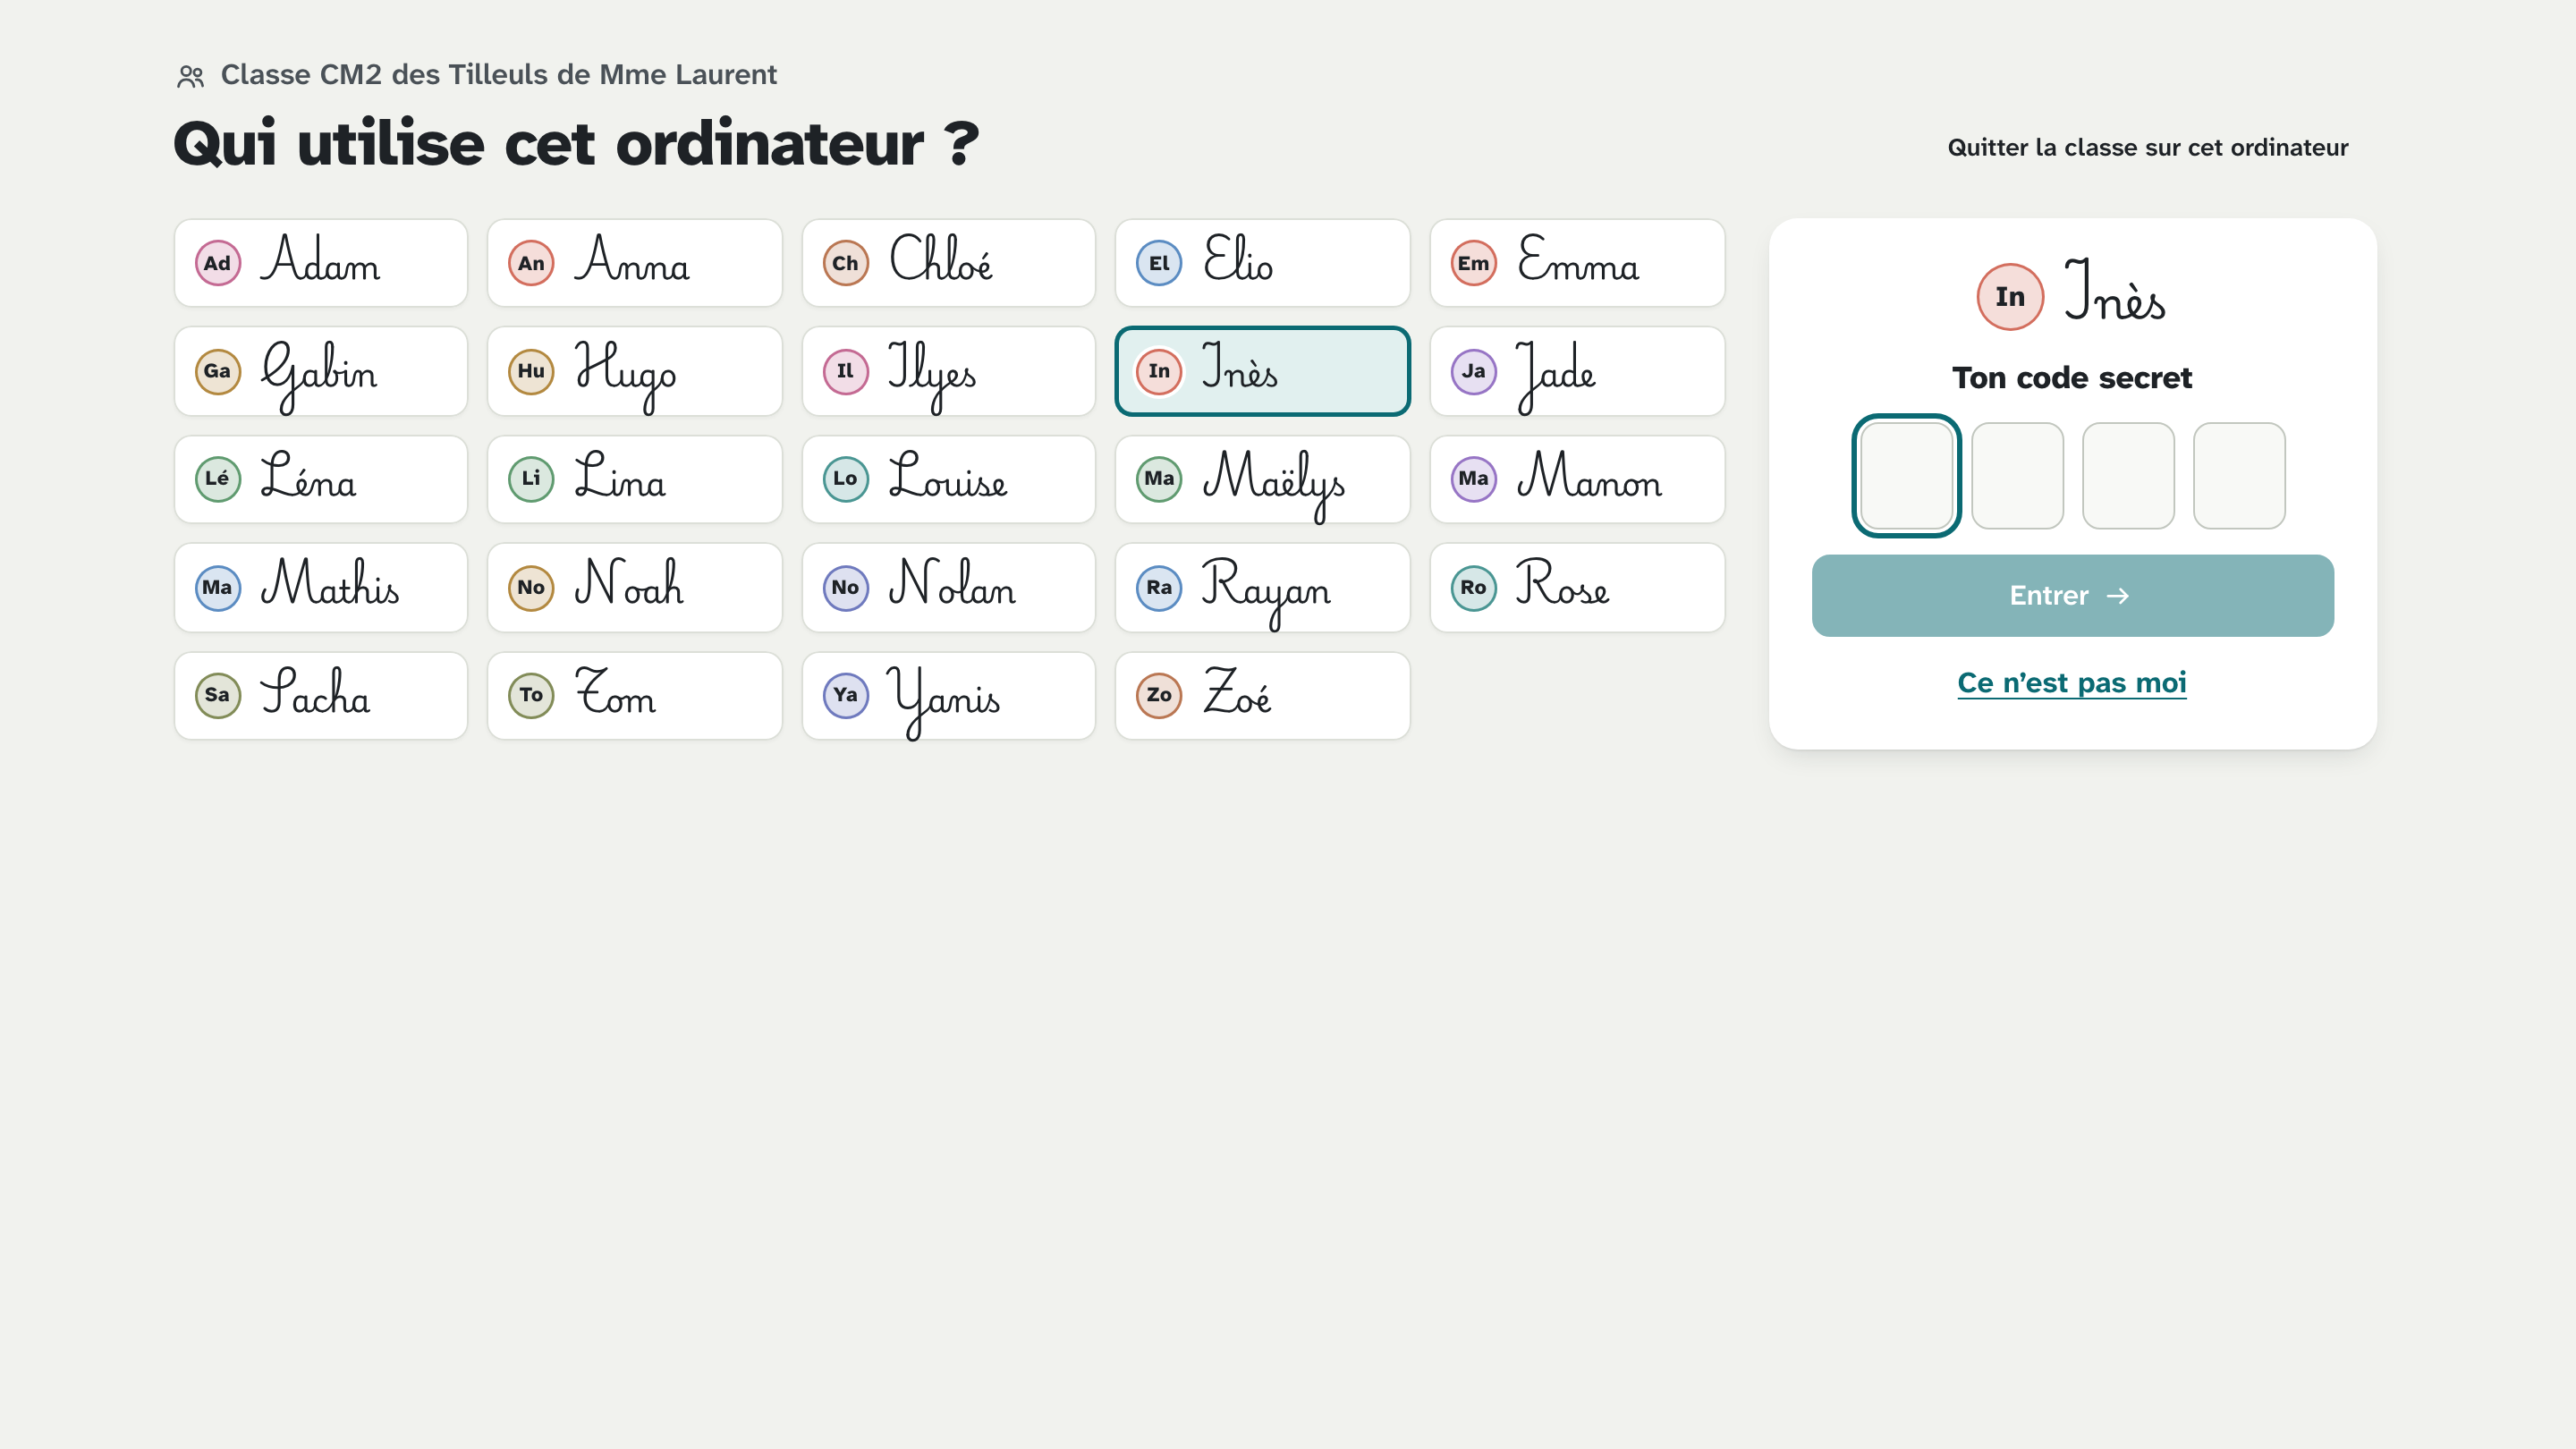 Classe CM2 des Tilleuls de Mme Laurent
Qui utilise cet ordinateur ?
Quitter la classe sur cet ordinateur
Ad Adam
An Anna
Ch Chloé
El Elio
Em Emma
Ga Gabin
Hu Hugo
Il Ilyes
In Inès
Ja Jade
Lé Léna
Li Lina
Lo Louise
Ma Maëlys
Ma Manon
Ma Mathis
No Noah
No Nolan
Ra Rayan
Ro Rose
Sa Sacha
To Tom
Ya Yanis
Zo Zoé
In Inès
Ton code secret
Entrer →
Ce n’est pas moi